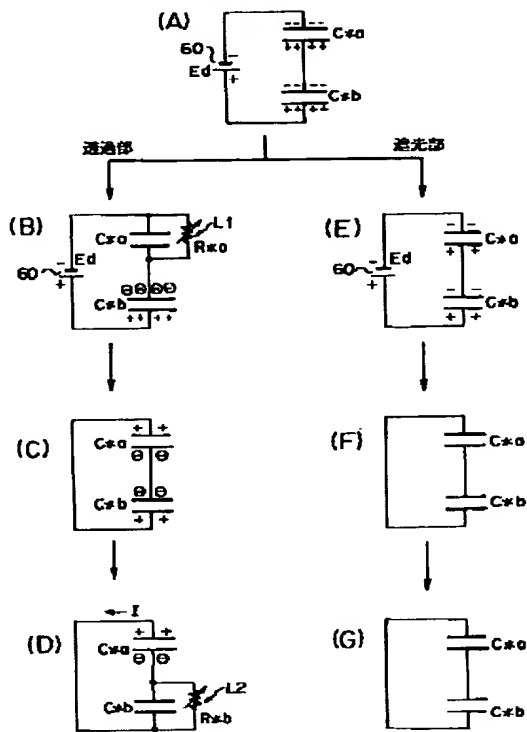 (A)
60
Ed
-
+
C*a
C*b
透過部
遮光部
(B)
60
Ed
-
+
C*a
L1
R*a
C*b
⊖⊖⊖⊖
++ ++
(E)
60
Ed
-
+
C*a
C*b
(C)
+ +
C*a
⊖ ⊖
⊖ ⊖
C*b
+ +
(F)
C*a
C*b
(D)
←I
+ +
C*a
⊖ ⊖
L2
C*b
R*b
(G)
C*a
C*b